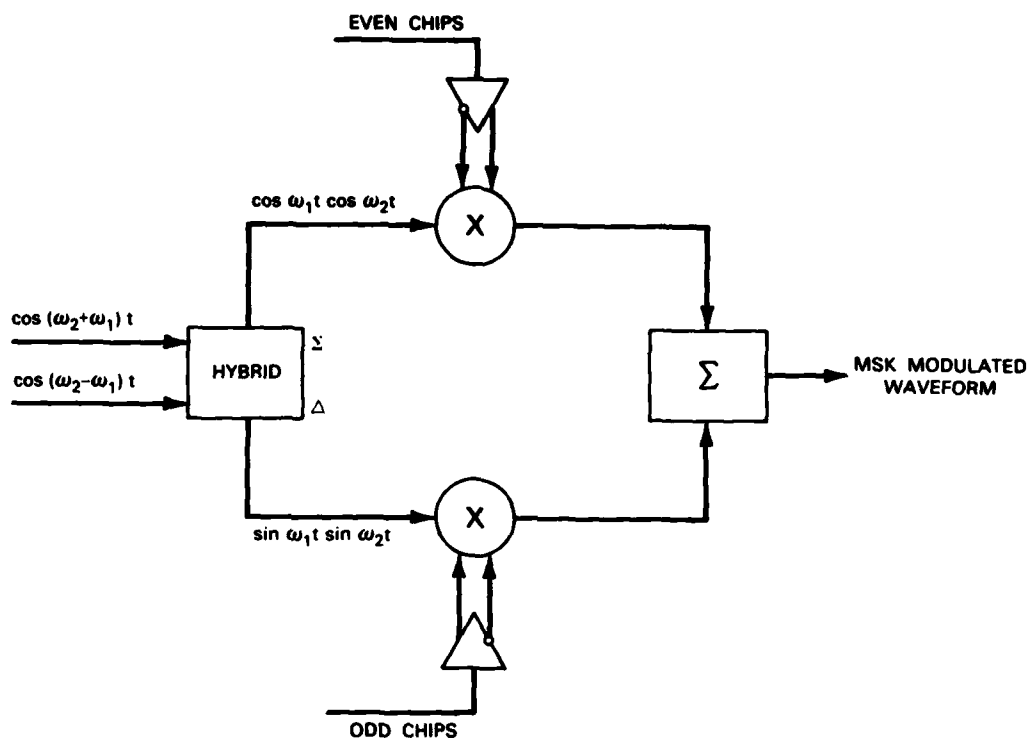 EVEN CHIPS
cos ω₁t cos ω₂t
X
cos (ω₂+ω₁) t
cos (ω₂−ω₁) t
HYBRID
Σ
Δ
Σ
MSK MODULATED
WAVEFORM
X
sin ω₁t sin ω₂t
ODD CHIPS